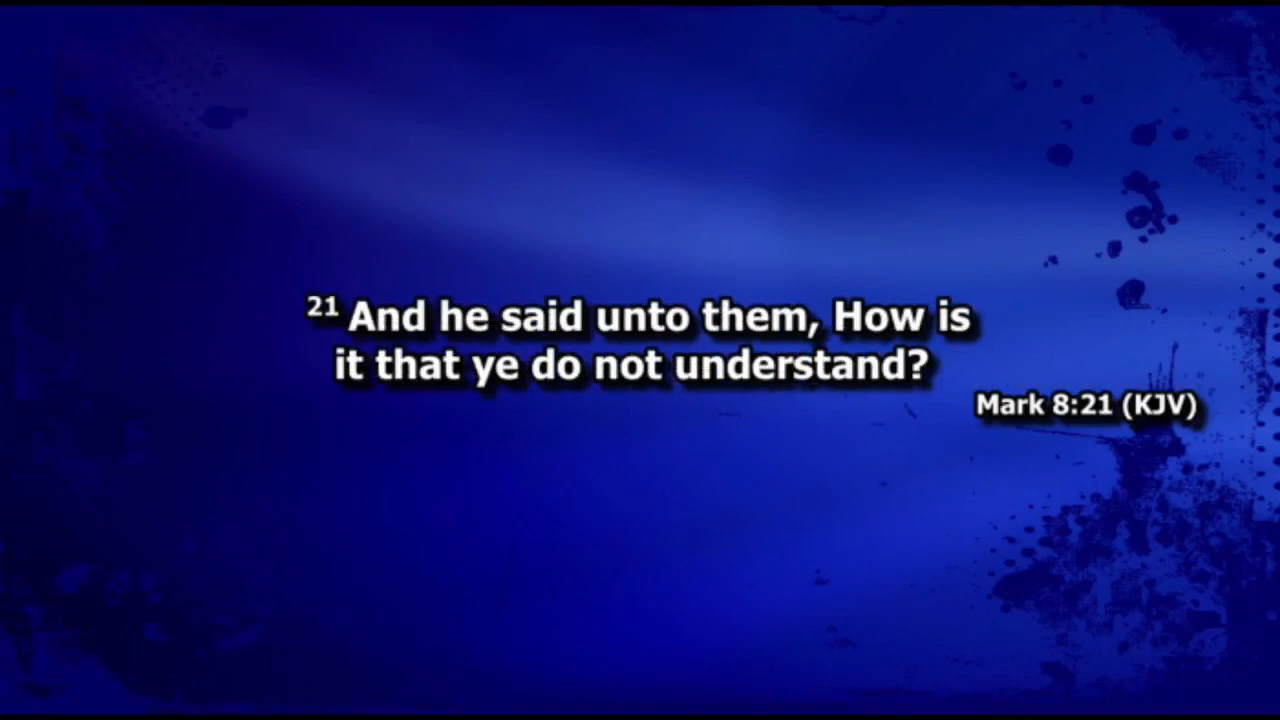 21 And he said unto them, How is
it that ye do not understand?
Mark 8:21 (KJV)